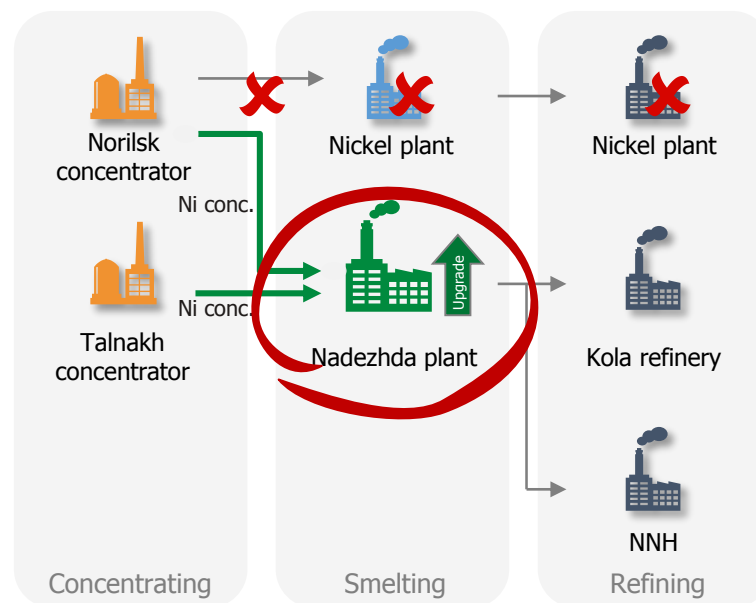 Norilsk
concentrator
Nickel plant
Nickel plant
Ni conc.
Upgrade
Ni conc.
Talnakh
concentrator
Nadezhda plant
Kola refinery
NNH
Concentrating
Smelting
Refining